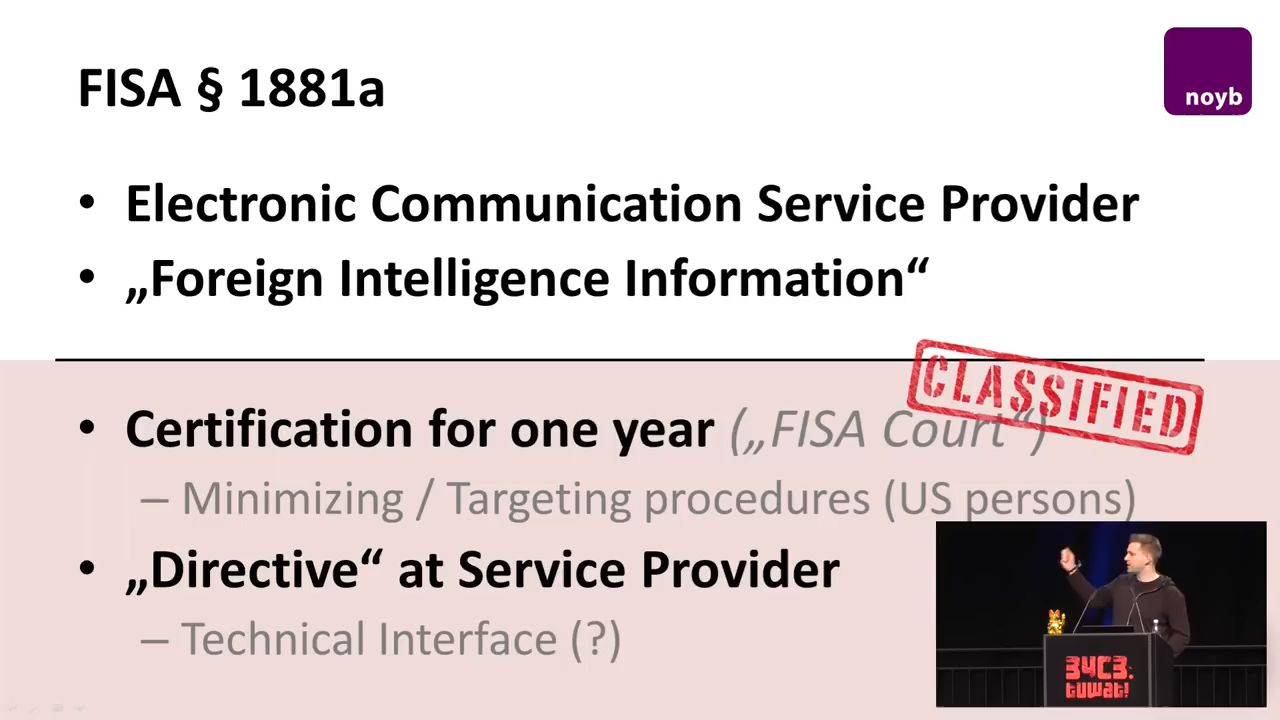 FISA § 1881a
noyb
• Electronic Communication Service Provider
• „Foreign Intelligence Information“
CLASSIFIED
• Certification for one year („FISA Court“)
– Minimizing / Targeting procedures (US persons)
• „Directive“ at Service Provider
– Technical Interface (?)
34C3.
tuwat!